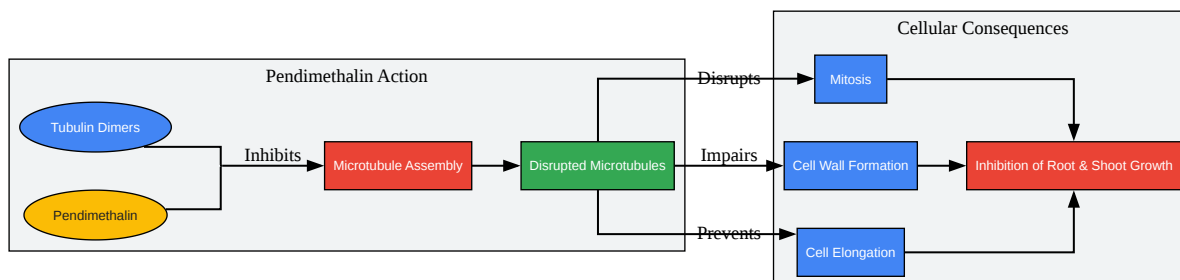 Pendimethalin Action
Cellular Consequences
Tubulin Dimers
Pendimethalin
Inhibits
Microtubule Assembly
Disrupted Microtubules
Disrupts
Impairs
Prevents
Mitosis
Cell Wall Formation
Cell Elongation
Inhibition of Root & Shoot Growth